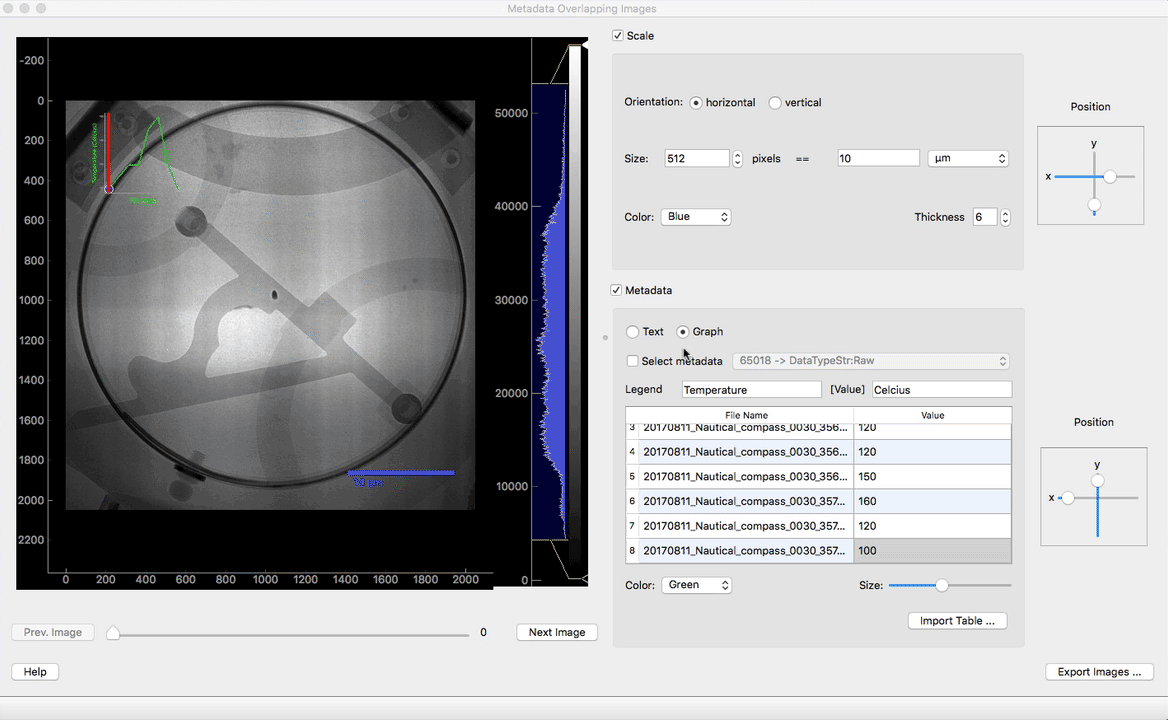 Metadata Overlapping Images
-200
0
200
400
600
800
1000
1200
1400
1600
1800
2000
2200
0 200 400 600 800 1000 1200 1400 1600 1800 2000
50000
40000
30000
20000
10000
0
10 µm
Prev. Image 0 Next Image
Help
Scale
Orientation: horizontal vertical
Size: 512 pixels == 10 µm
Color: Blue Thickness 6
Position
y
x
Metadata
Text Graph
Select metadata 65018 -> DataTypeStr:Raw
Legend Temperature [Value] Celcius
File Name Value
3 20170811_Nautical_compass_0030_356... 120
4 20170811_Nautical_compass_0030_356... 120
5 20170811_Nautical_compass_0030_356... 150
6 20170811_Nautical_compass_0030_357... 160
7 20170811_Nautical_compass_0030_357... 120
8 20170811_Nautical_compass_0030_357... 100
Color: Green Size:
Import Table ...
Position
y
x
Export Images ...